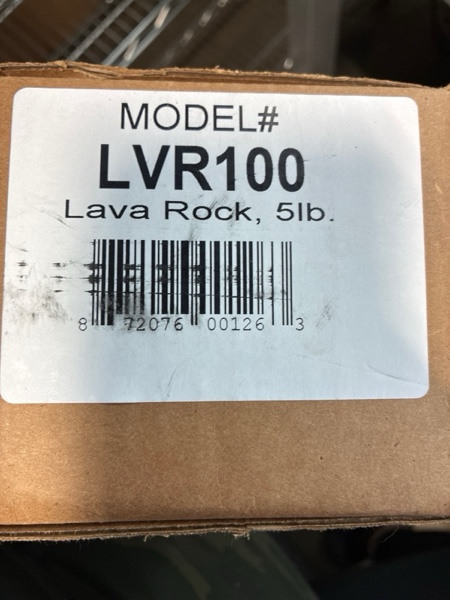 MODEL#
LVR100
Lava Rock, 5lb.
8 72076 00126 3